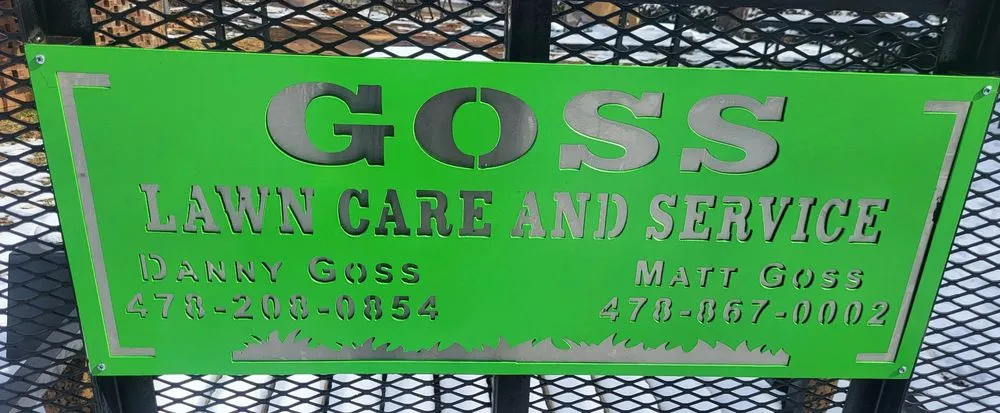 GOSS
LAWN CARE AND SERVICE
DANNY GOSS MATT GOSS
478-208-0854 478-867-0002